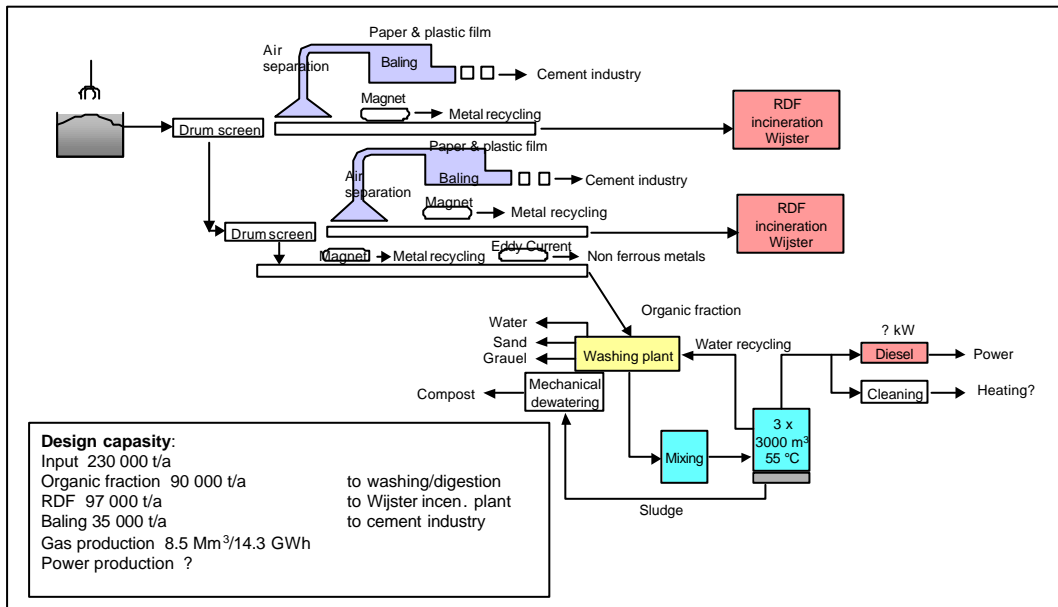 Paper & plastic film
Air
separation
Baling
Cement industry
Magnet
Metal recycling
Drum screen
RDF
incineration
Wijster
Paper & plastic film
Air
separation
Baling
Cement industry
Magnet
Metal recycling
RDF
incineration
Wijster
Drum screen
Magnet
Metal recycling
Eddy Current
Non ferrous metals
Organic fraction
Water
Sand
Grauel
Washing plant
Water recycling
? kW
Diesel
Power
Compost
Mechanical
dewatering
Cleaning
Heating?
Mixing
3 x
3000 m³
55 °C
Sludge
Design capasity:
Input 230 000 t/a
Organic fraction 90 000 t/a to washing/digestion
RDF 97 000 t/a to Wijster incen. plant
Baling 35 000 t/a to cement industry
Gas production 8.5 Mm³/14.3 GWh
Power production ?